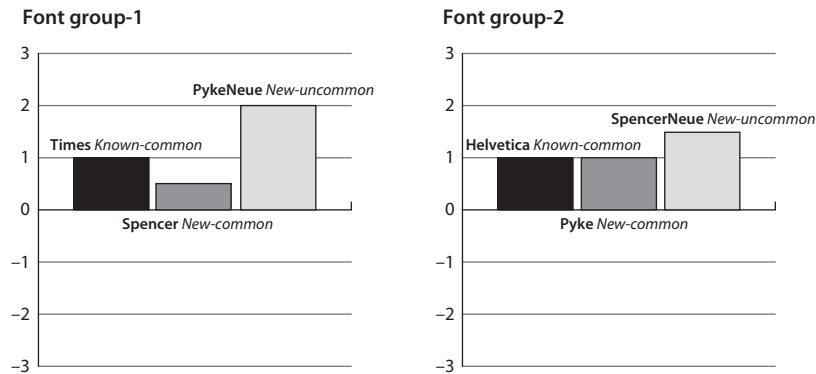 Font group-1
3
PykeNeue New-uncommon
2
Times Known-common
1
0
Spencer New-common
−1
−2
−3
Font group-2
3
SpencerNeue New-uncommon
2
Helvetica Known-common
1
0
Pyke New-common
−1
−2
−3